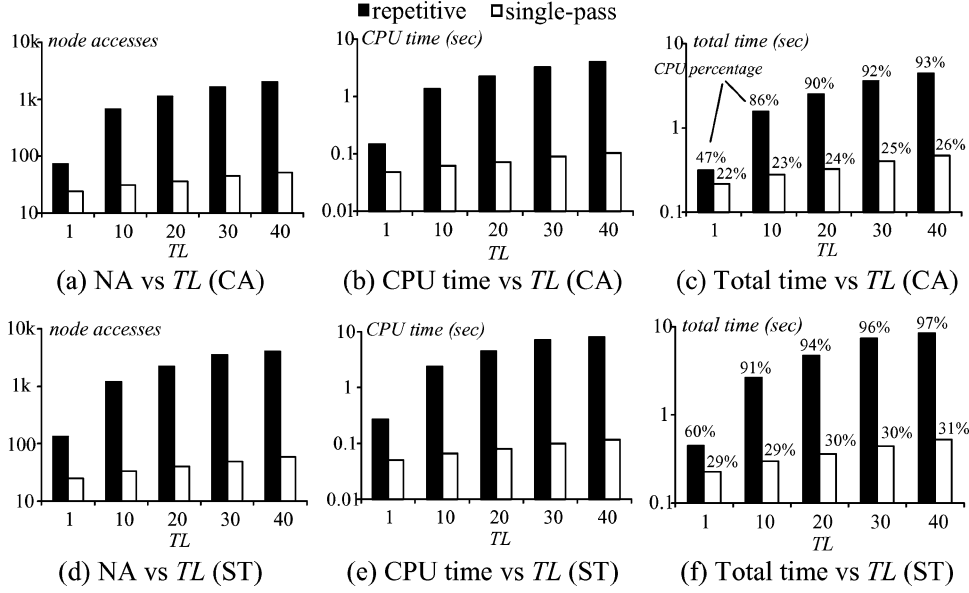 repetitive single-pass
node accesses
10k
1k
100
10
1 10 20 30 40
TL
(a) NA vs TL (CA)
CPU time (sec)
10
1
0.1
0.01
1 10 20 30 40
TL
(b) CPU time vs TL (CA)
total time (sec)
CPU percentage
10
1
0.1
47% 22% 86% 23% 90% 24% 92% 25% 93% 26%
1 10 20 30 40
TL
(c) Total time vs TL (CA)
node accesses
10k
1k
100
10
1 10 20 30 40
TL
(d) NA vs TL (ST)
CPU time (sec)
10
1
0.1
0.01
1 10 20 30 40
TL
(e) CPU time vs TL (ST)
total time (sec)
10
1
0.1
60% 29% 91% 29% 94% 30% 96% 30% 97% 31%
1 10 20 30 40
TL
(f) Total time vs TL (ST)